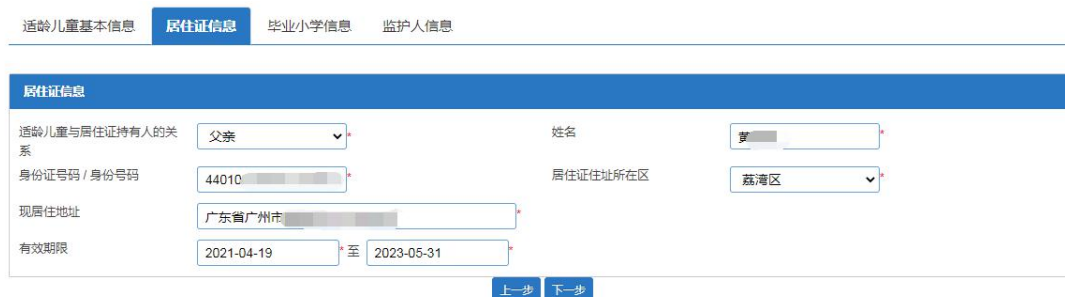 适龄儿童基本信息 居住证信息 毕业小学信息 监护人信息
居住证信息
适龄儿童与居住证持有人的关系 父亲 * 姓名 黄 *
身份证号码 / 身份号码 44010 * 居住证住址所在区 荔湾区 *
现居住地址 广东省广州市 *
有效期限 2021-04-19 * 至 2023-05-31 *
上一步 下一步